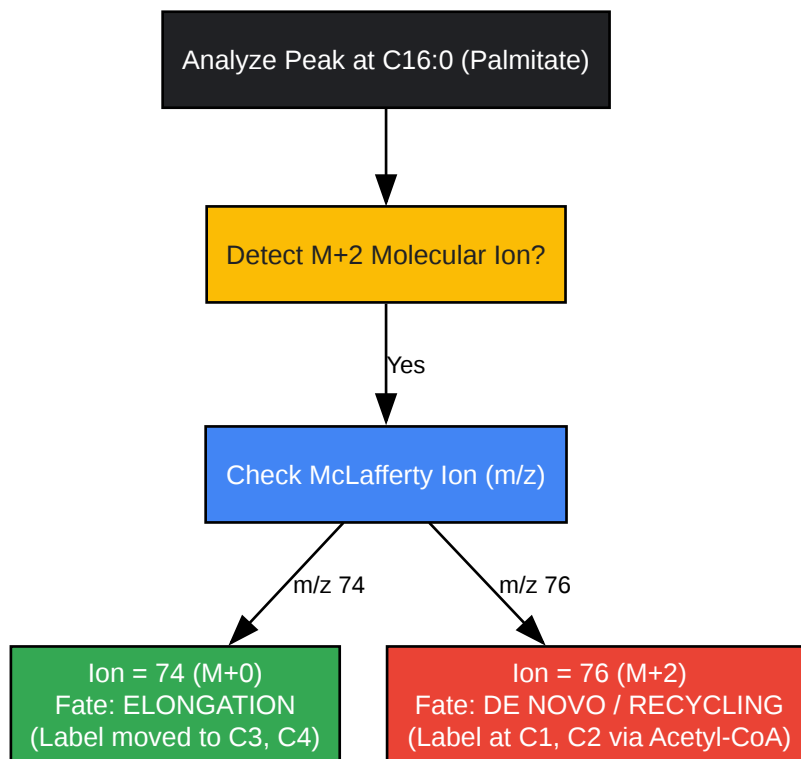 Analyze Peak at C16:0 (Palmitate)
Detect M+2 Molecular Ion?
Yes
Check McLafferty Ion (m/z)
m/z 74
m/z 76
Ion = 74 (M+0)
Fate: ELONGATION
(Label moved to C3, C4)
Ion = 76 (M+2)
Fate: DE NOVO / RECYCLING
(Label at C1, C2 via Acetyl-CoA)